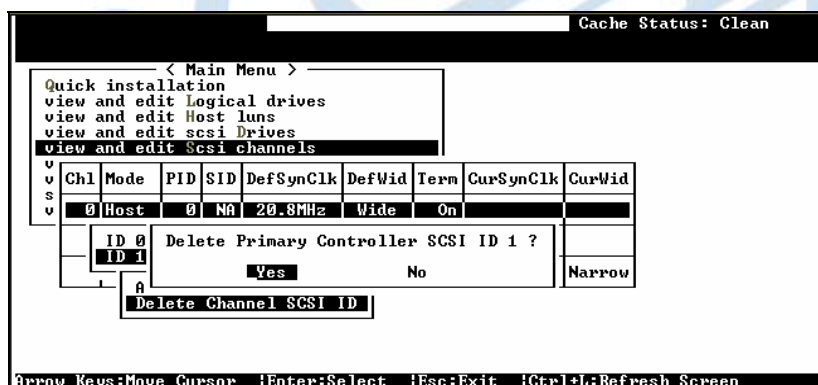 Cache Status: Clean
< Main Menu >
Quick installation
view and edit Logical drives
view and edit Host luns
view and edit scsi Drives
view and edit Scsi channels
v
v
s
v
Chl Mode PID SID DefSynClk DefWid Term CurSynClk CurWid
0 Host 0 NA 20.8MHz Wide On
ID 0
ID 1
Delete Primary Controller SCSI ID 1 ?
Yes No
Narrow
A
Delete Channel SCSI ID
Arrow Keys:Move Cursor |Enter:Select |Esc:Exit |Ctrl+L:Refresh Screen